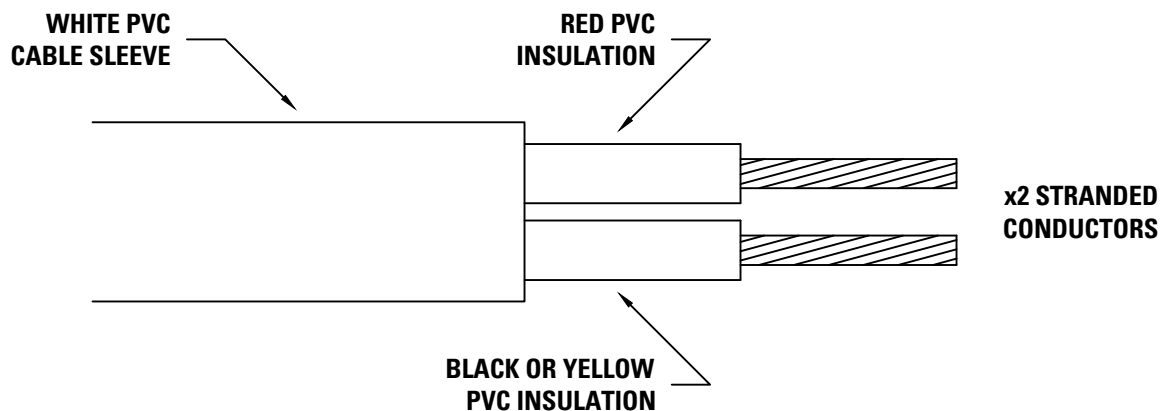 WHITE PVC
CABLE SLEEVE
RED PVC
INSULATION
x2 STRANDED
CONDUCTORS
BLACK OR YELLOW
PVC INSULATION